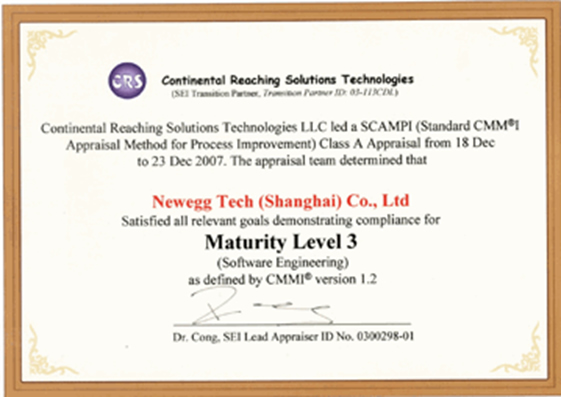 CRS
Continental Reaching Solutions Technologies
(SEI Transition Partner, Transition Partner ID: 03-113CDL)
Continental Reaching Solutions Technologies LLC led a SCAMPI (Standard CMM®I
Appraisal Method for Process Improvement) Class A Appraisal from 18 Dec
to 23 Dec 2007. The appraisal team determined that
Newegg Tech (Shanghai) Co., Ltd
Satisfied all relevant goals demonstrating compliance for
Maturity Level 3
(Software Engineering)
as defined by CMMI® version 1.2
Dr. Cong, SEI Lead Appraiser ID No. 0300298-01